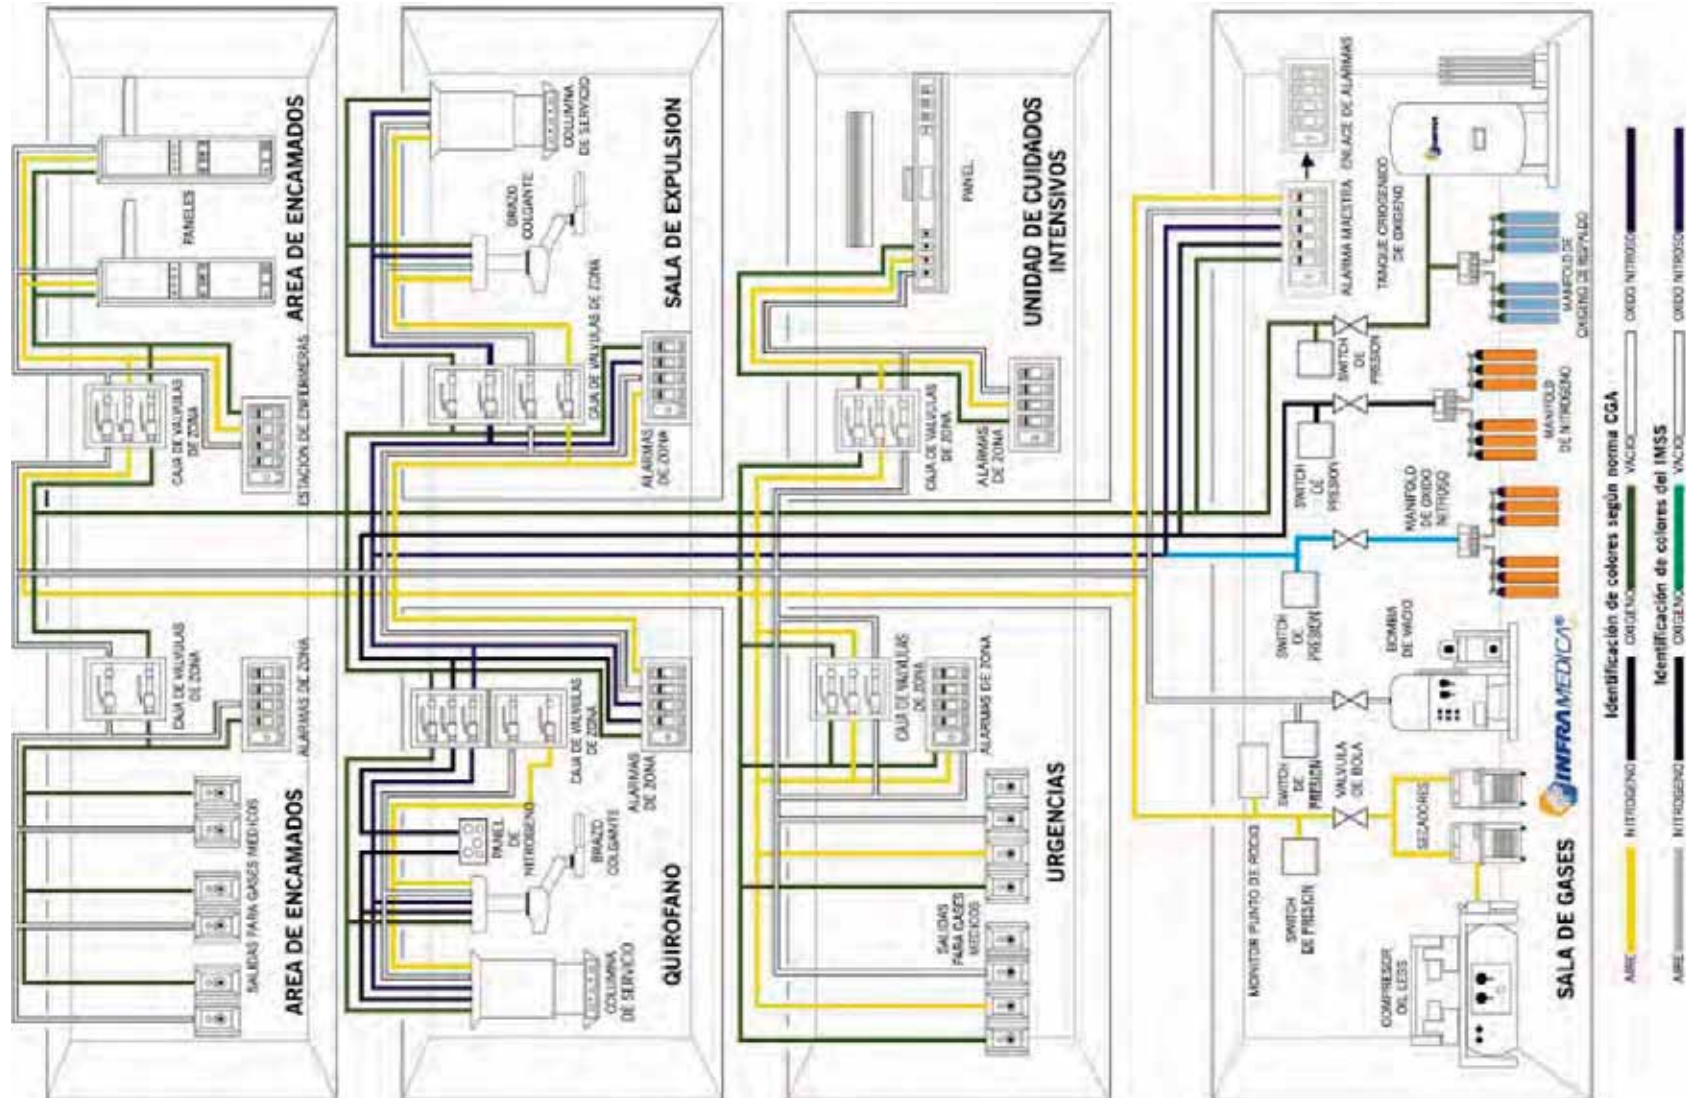 AREA DE ENCAMADOS
PANELES
ESTACIÓN DE ENFERMERAS
CAJA DE VALVULAS
DE ZONA
CAJA DE VALVULAS
DE ZONA
ALARMAS DE ZONA
SALIDAS PARA GASES MEDICOS
AREA DE ENCAMADOS
COLUMNA
DE SERVICIO
BRAZO
COLGANTE
SALA DE EXPULSION
CAJA DE VALVULAS DE ZONA
ALARMAS
DE ZONA
CAJA DE VALVULAS
DE ZONA
ALARMAS
DE ZONA
PANEL
DE
NITROGENO
BRAZO
COLGANTE
QUIROFANO
COLUMNA
DE SERVICIO
PANEL
UNIDAD DE CUIDADOS
INTENSIVOS
CAJA DE VALVULAS
DE ZONA
ALARMAS
DE ZONA
CAJA DE VALVULAS
DE ZONA
ALARMAS DE ZONA
URGENCIAS
SALIDAS
PARA GASES
MEDICOS
ENLACE DE ALARMAS
ALARMA MAESTRA
TANQUE CRIOGENICO
DE OXIGENO
MANIFOLD DE
OXIGENO DE RESPALDO
SWITCH
DE
PRESION
MANIFOLD
DE NITROGENO
SWITCH
DE
PRESION
MANIFOLD
DE OXIDO
NITROSO
SWITCH
DE
PRESION
BOMBA
DE VACIO
SWITCH
DE
PRESION
VALVULA
DE BOLA
MONITOR PUNTO DE ROCIO
SWITCH
DE PRESION
SECADORES
COMPRESOR
OIL LESS
SALA DE GASES
INFRAMEDICA®
Identificación de colores según norma CGA
AIRE NITROGENO OXIGENO VACIO OXIDO NITROSO
Identificación de colores del IMSS
AIRE NITROGENO OXIGENO VACIO OXIDO NITROSO